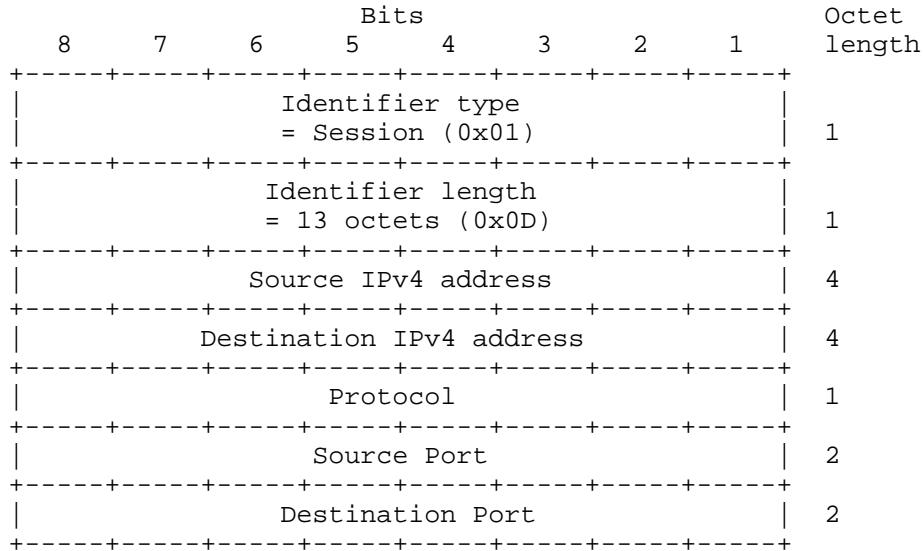 Bits Octet
8 7 6 5 4 3 2 1 length
+-----+-----+-----+-----+-----+-----+-----+-----+
| Identifier type |
| = Session (0x01) | 1
+-----+-----+-----+-----+-----+-----+-----+-----+
| Identifier length |
| = 13 octets (0x0D) | 1
+-----+-----+-----+-----+-----+-----+-----+-----+
| Source IPv4 address | 4
+-----+-----+-----+-----+-----+-----+-----+-----+
| Destination IPv4 address | 4
+-----+-----+-----+-----+-----+-----+-----+-----+
| Protocol | 1
+-----+-----+-----+-----+-----+-----+-----+-----+
| Source Port | 2
+-----+-----+-----+-----+-----+-----+-----+-----+
| Destination Port | 2
+-----+-----+-----+-----+-----+-----+-----+-----+